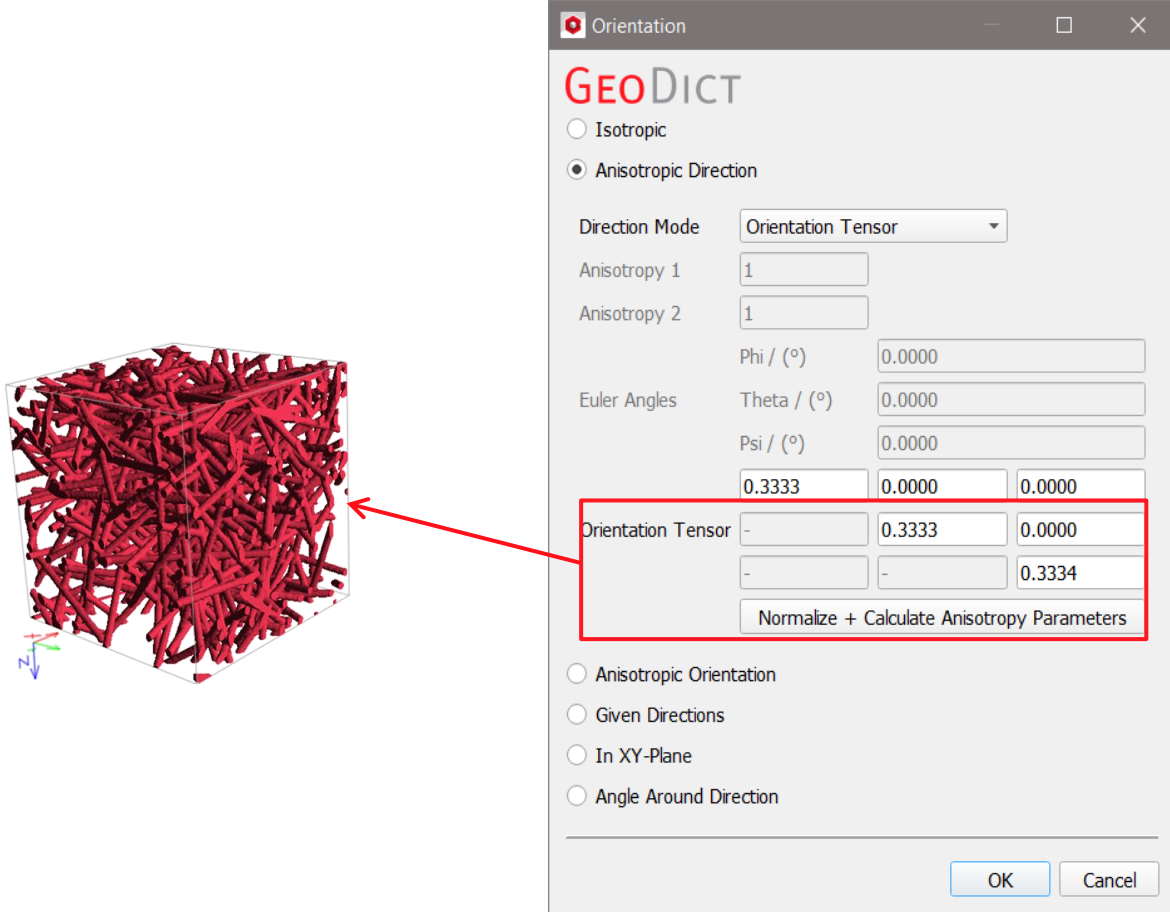 Orientation
GEODICT
Isotropic
Anisotropic Direction
Direction Mode Orientation Tensor
Anisotropy 1 1
Anisotropy 2 1
Phi / (°) 0.0000
Euler Angles Theta / (°) 0.0000
Psi / (°) 0.0000
0.3333 0.0000 0.0000
Orientation Tensor - 0.3333 0.0000
- - 0.3334
Normalize + Calculate Anisotropy Parameters
Anisotropic Orientation
Given Directions
In XY-Plane
Angle Around Direction
OK Cancel
Z